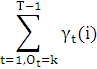 T-1
∑ γt(i)
t=1,Ot=k